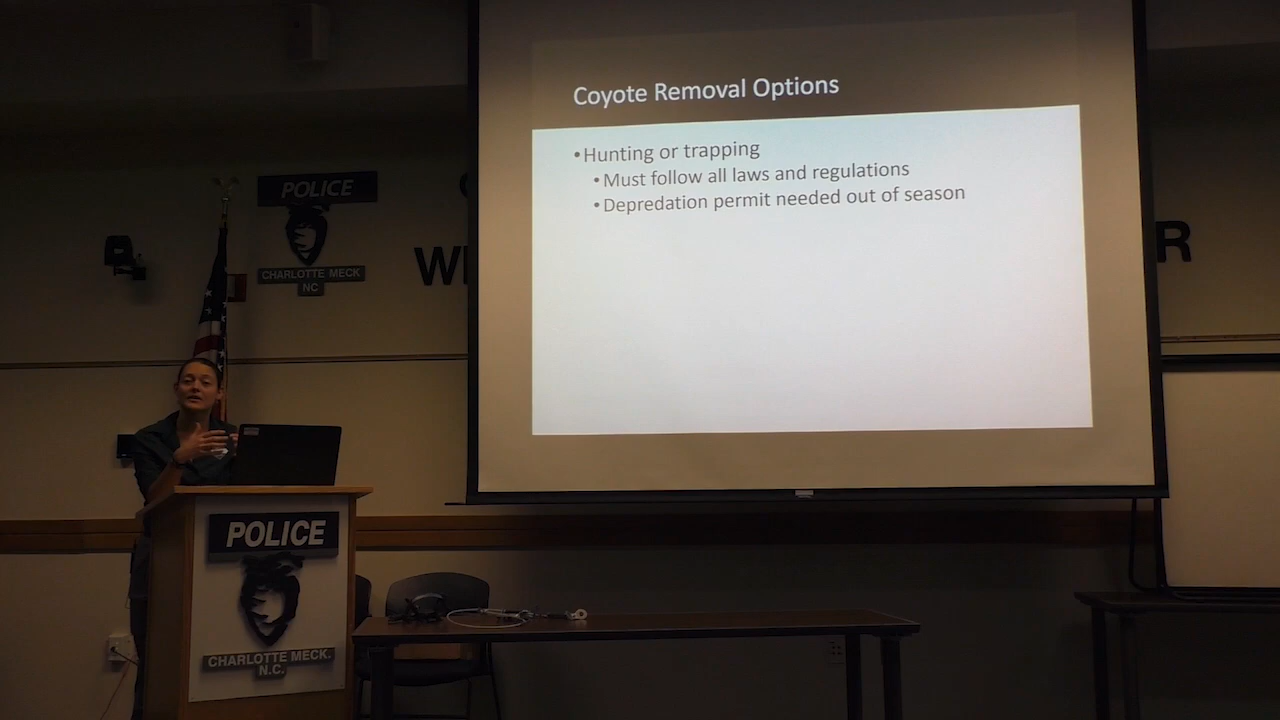 Coyote Removal Options
•Hunting or trapping
•Must follow all laws and regulations
•Depredation permit needed out of season
POLICE
CHARLOTTE MECK
NC
POLICE
CHARLOTTE MECK.
N.C.